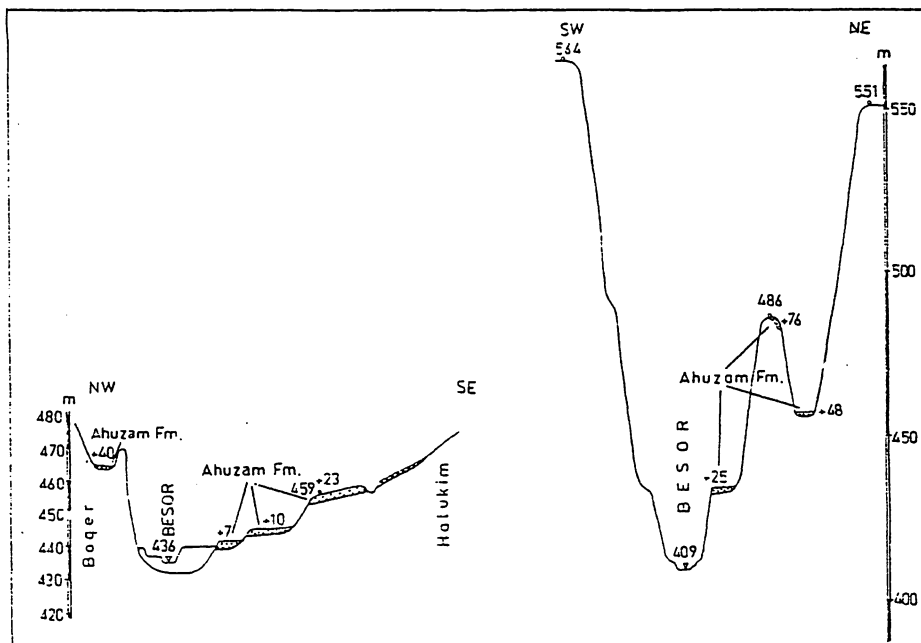 SW
564
NE
m
551
550
500
486
+76
Ahuzam Fm.
+48
450
+25
BESOR
409
400
NW
SE
m
480
470
460
450
440
430
420
Ahuzam Fm.
+40
Ahuzam Fm.
+23
459
+10
+7
BESOR
436
Boqer
Halukim